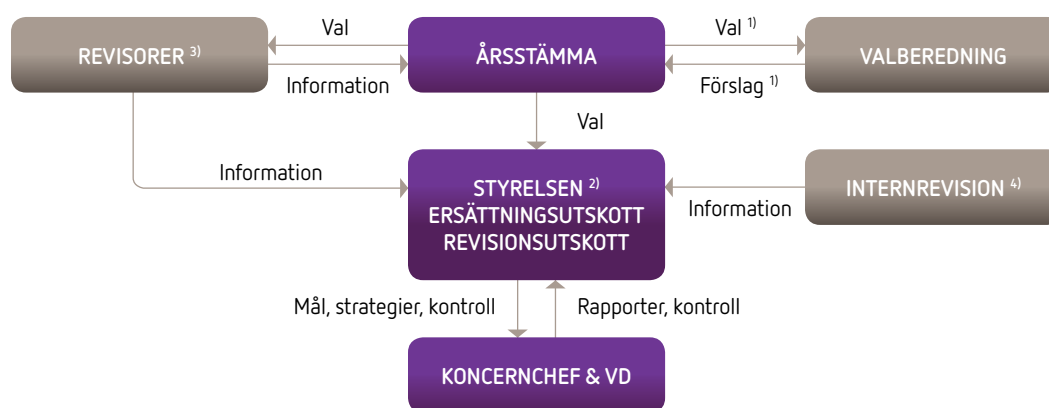 Val
Val ¹⁾
REVISORER ³⁾
ÅRSSTÄMMA
VALBEREDNING
Information
Förslag ¹⁾
Val
Information
STYRELSEN ²⁾
ERSÄTTNINGSUTSKOTT
REVISIONSUTSKOTT
Information
INTERNREVISION ⁴⁾
Mål, strategier, kontroll
Rapporter, kontroll
KONCERNCHEF & VD